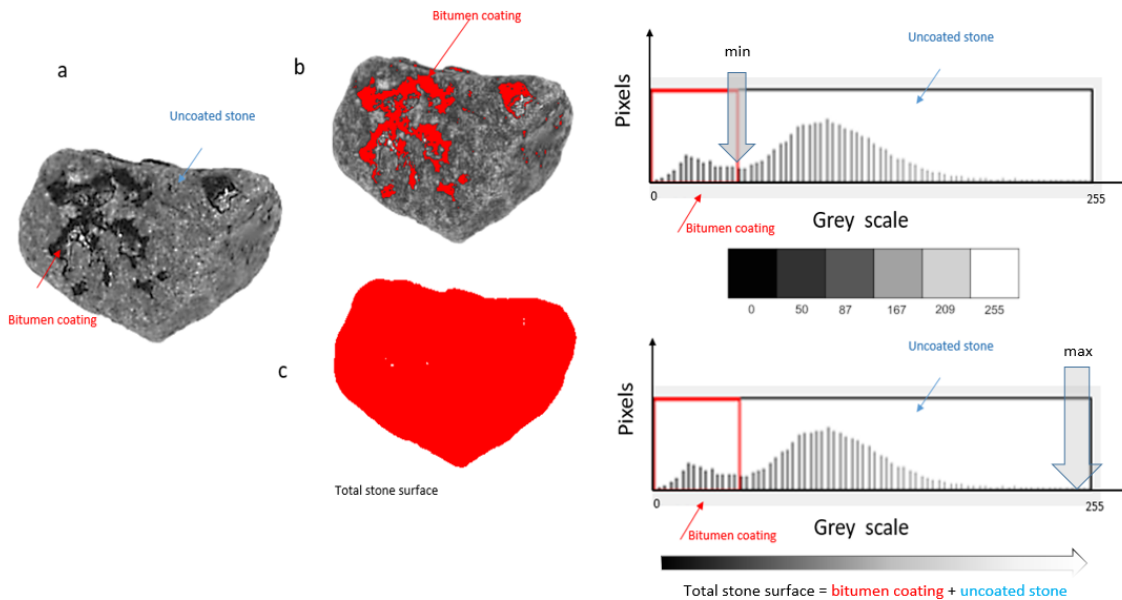 a
Uncoated stone
Bitumen coating
b
Bitumen coating
c
Total stone surface
Uncoated stone
min
Pixels
0
255
Bitumen coating
Grey scale
0 50 87 167 209 255
Uncoated stone
max
Pixels
0
255
Bitumen coating
Grey scale
Total stone surface = bitumen coating + uncoated stone